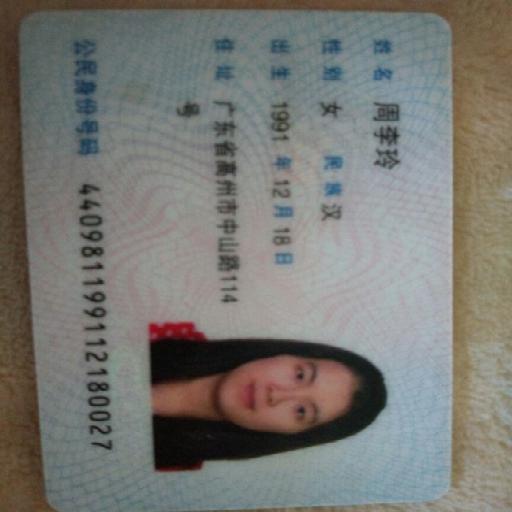 姓名 周李玲
性别 女 民族 汉
出生 1991 年 12 月 18 日
住址 广东省高州市中山路114
号
公民身份号码 440981199112180027